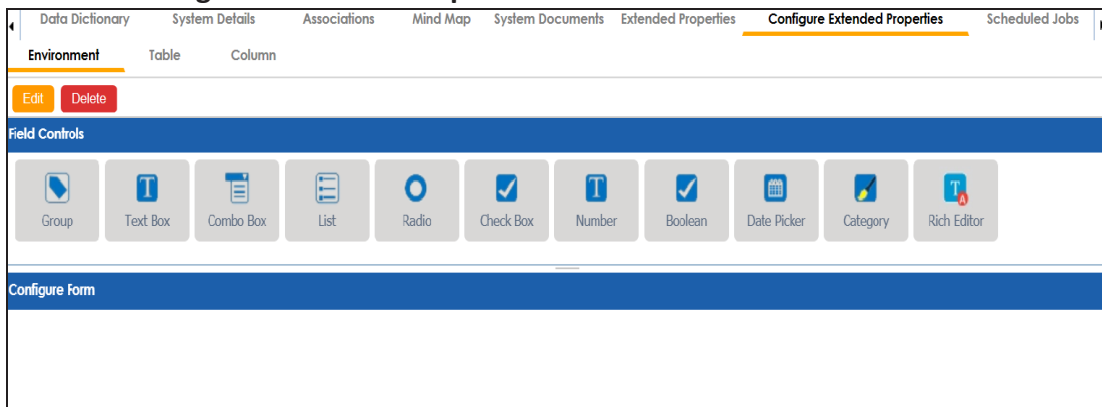 Data Dictionary System Details Associations Mind Map System Documents Extended Properties Configure Extended Properties Scheduled Jobs
Environment Table Column
Edit Delete
Field Controls
Group Text Box Combo Box List Radio Check Box Number Boolean Date Picker Category Rich Editor
Configure Form